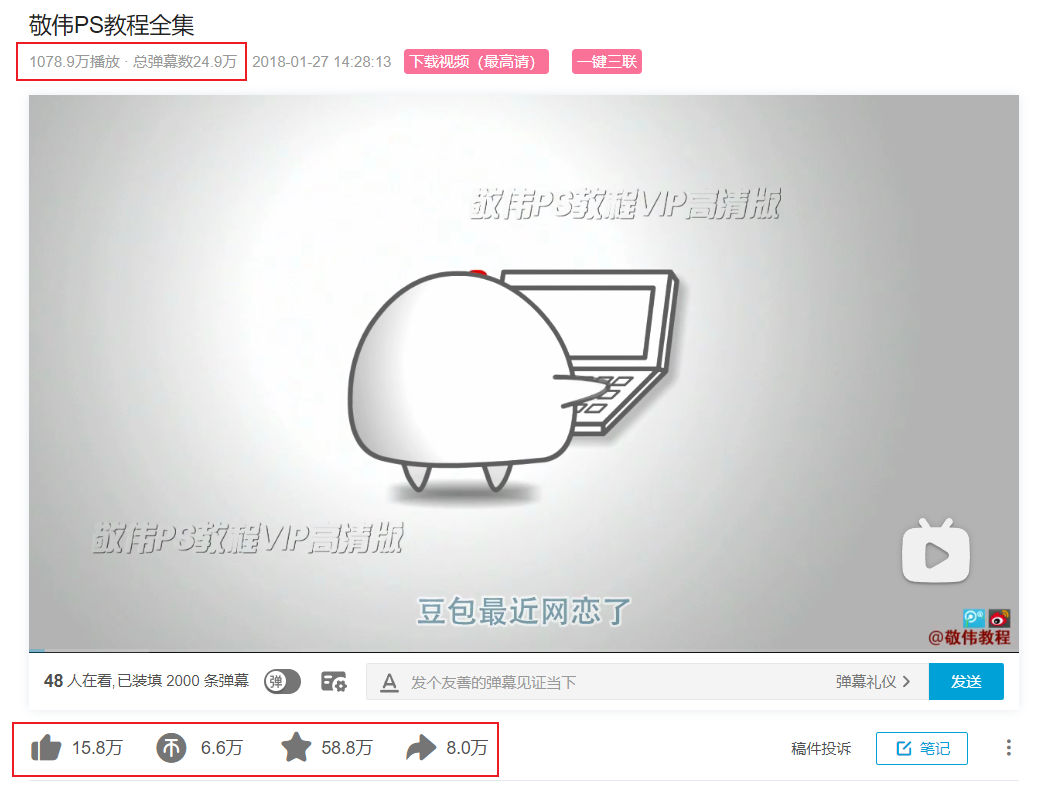 敬伟PS教程全集
1078.9万播放 · 总弹幕数24.9万 2018-01-27 14:28:13 下载视频（最高请） 一键三联
敬伟PS教程VIP高清版
敬伟PS教程VIP高清版
豆包最近网恋了
@敬伟教程
48 人在看,已装填 2000 条弹幕 弹 A 发个友善的弹幕见证当下 弹幕礼仪 发送
15.8万 6.6万 58.8万 8.0万 稿件投诉 笔记